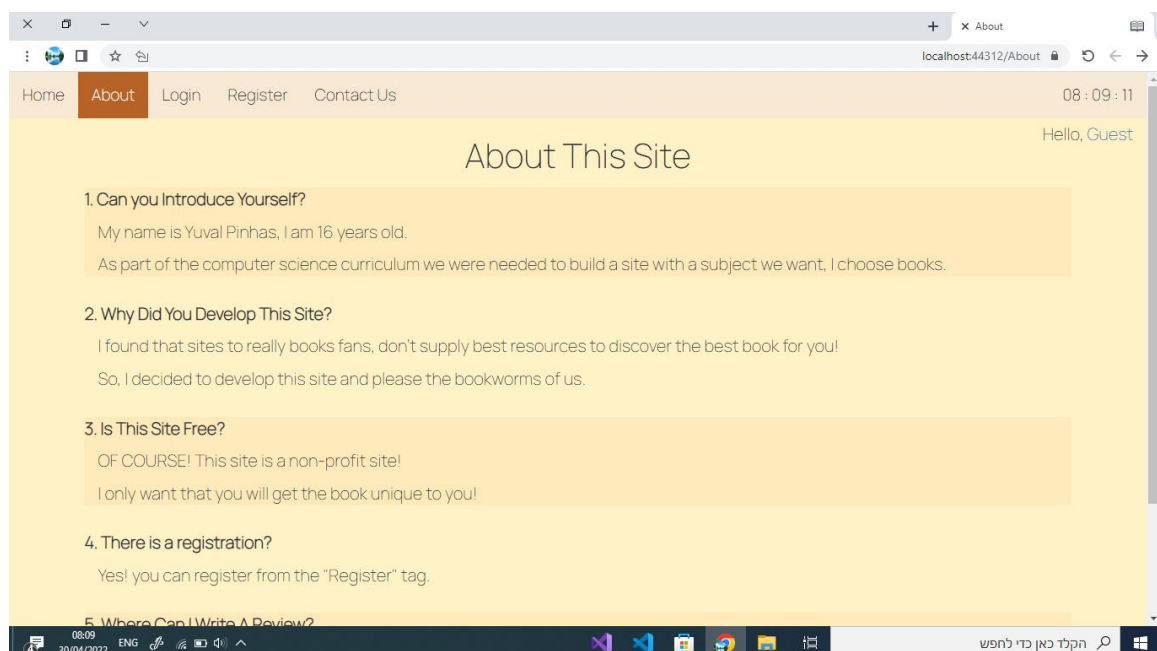 About
localhost:44312/About
Home About Login Register Contact Us 08 : 09 : 11
Hello, Guest
About This Site
1. Can you Introduce Yourself?
My name is Yuval Pinhas, I am 16 years old.
As part of the computer science curriculum we were needed to build a site with a subject we want, I choose books.
2. Why Did You Develop This Site?
I found that sites to really books fans, don't supply best resources to discover the best book for you!
So, I decided to develop this site and please the bookworms of us.
3. Is This Site Free?
OF COURSE! This site is a non-profit site!
I only want that you will get the book unique to you!
4. There is a registration?
Yes! you can register from the "Register" tag.
5. Where Can I Write A Review?
08:09
30/04/2022
ENG
הקלד כאן כדי לחפש